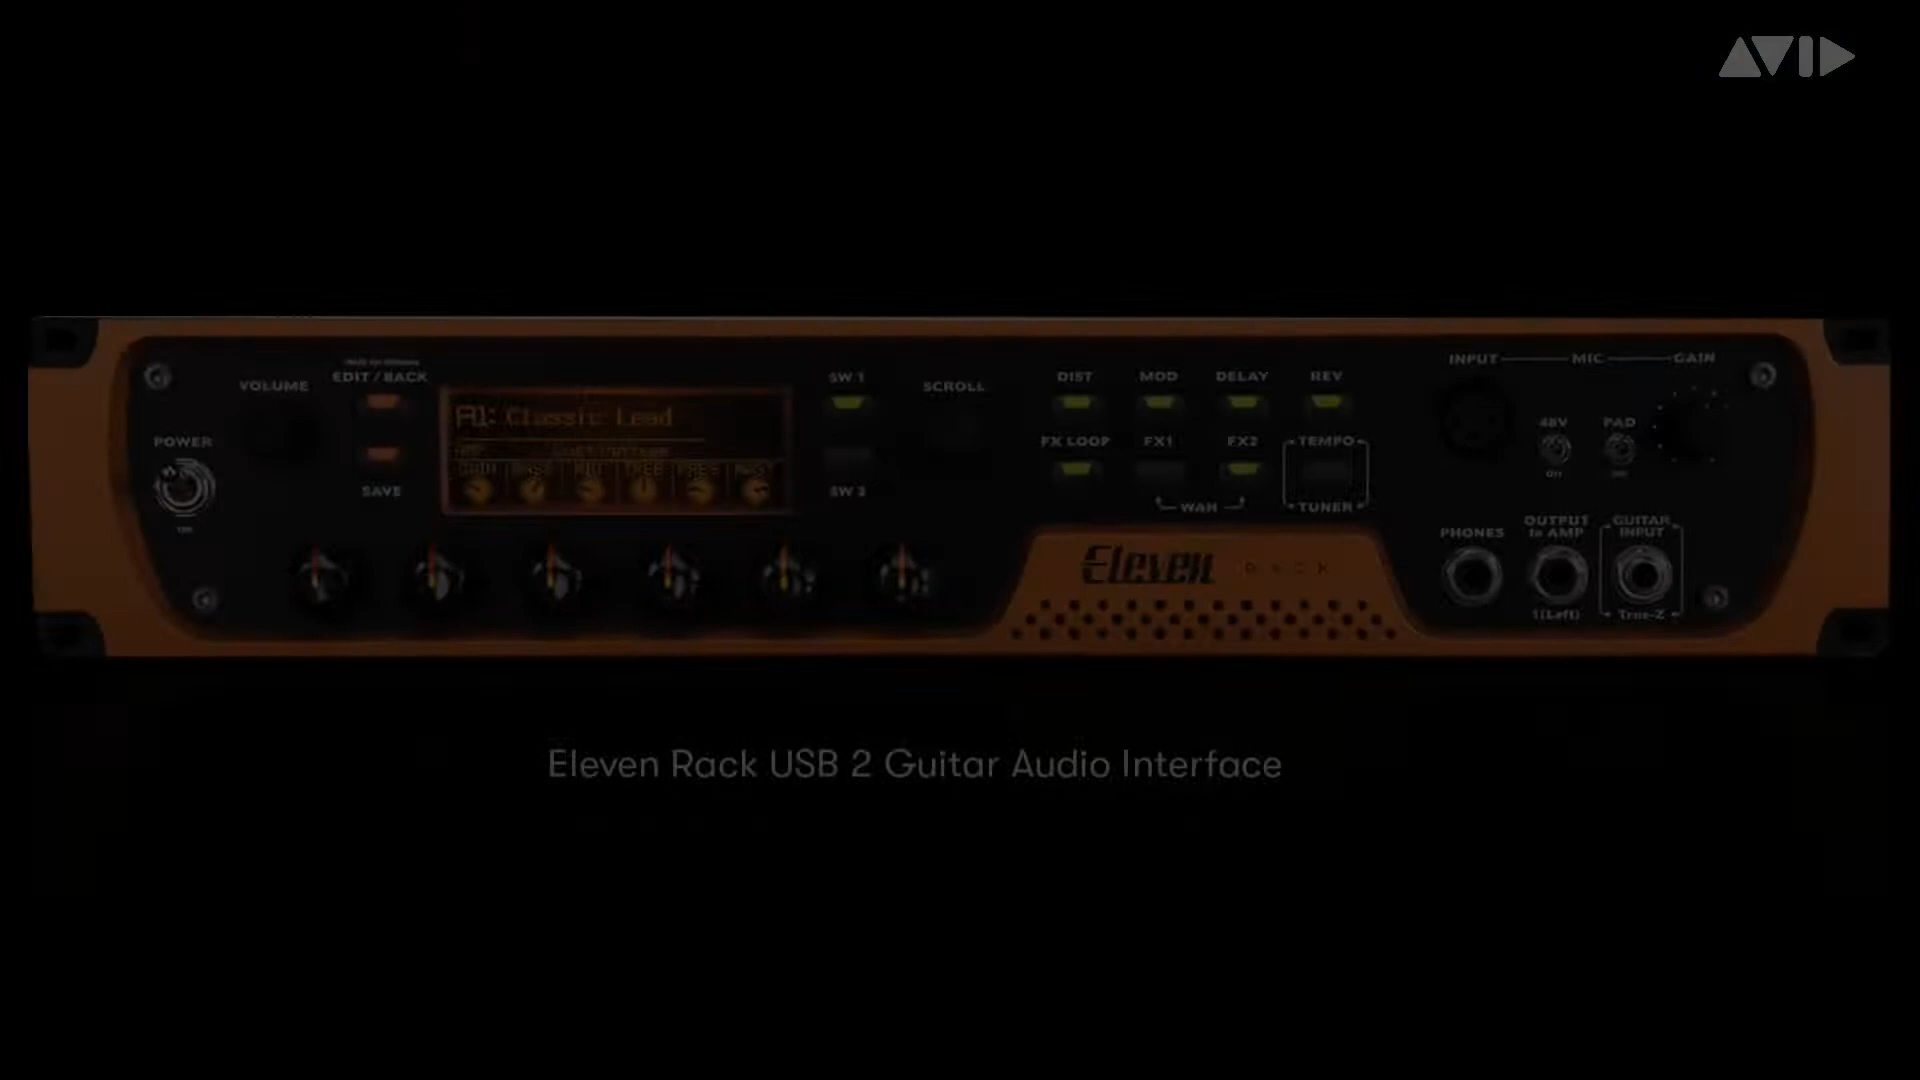 AVID
INPUT MIC GAIN
EDIT / BACK
VOLUME
SW 1
SCROLL
DIST MOD DELAY REV
A1: Classic Lead
48V PAD
POWER
FX LOOP FX1 FX2 TEMPO
SAVE
SW 2
WAH TUNER
PHONES OUTPUT to AMP GUITAR INPUT
ON
Eleven RACK
1(Left) True-Z
Eleven Rack USB 2 Guitar Audio Interface